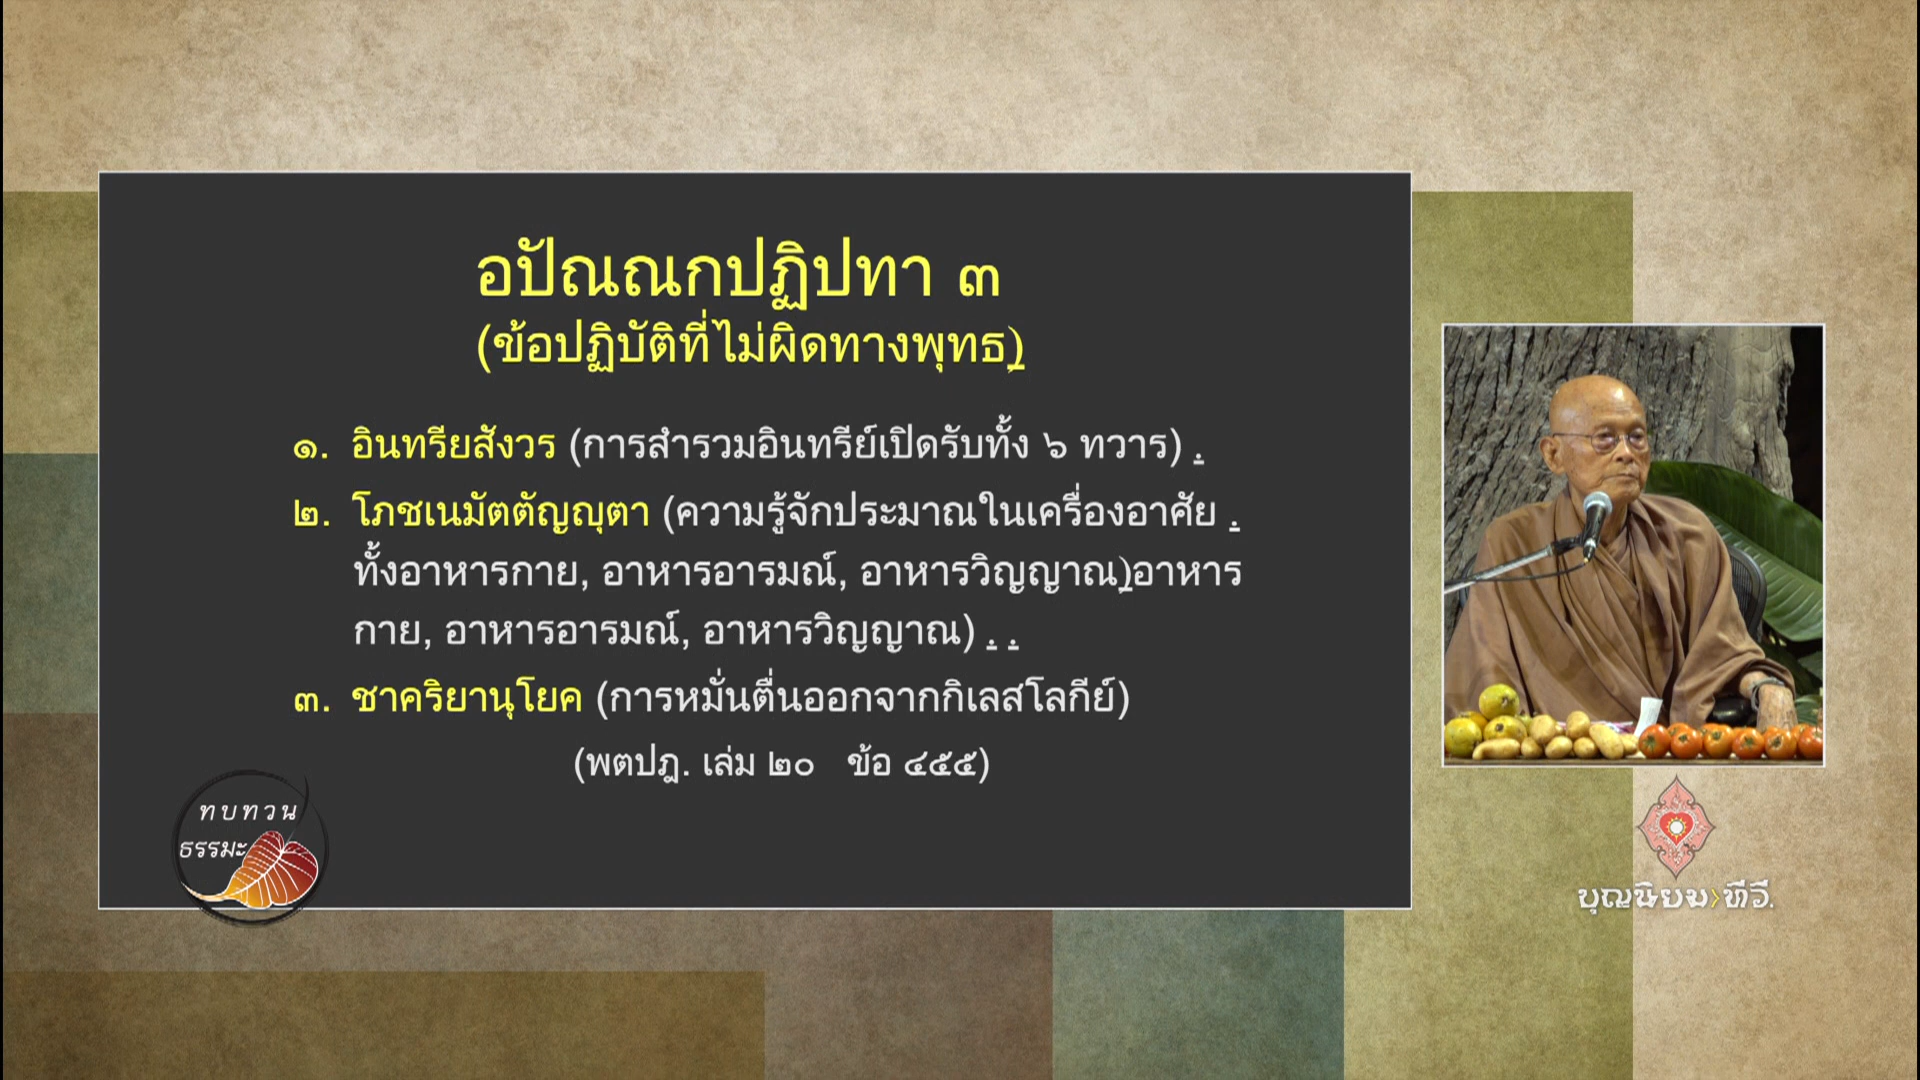 อปัณณกปฏิปทา ๓
(ข้อปฏิบัติที่ไม่ผิดทางพุทธ)
๑. อินทรียสังวร (การสำรวมอินทรีย์เปิดรับทั้ง ๖ ทวาร) .
๒. โภชเนมัตตัญญุตา (ความรู้จักประมาณในเครื่องอาศัย .
ทั้งอาหารกาย, อาหารอารมณ์, อาหารวิญญาณ)อาหาร
กาย, อาหารอารมณ์, อาหารวิญญาณ) . .
๓. ชาคริยานุโยค (การหมั่นตื่นออกจากกิเลสโลกีย์)
(พตปฎ. เล่ม ๒๐ ข้อ ๔๕๕)
ทบทวน
ธรรมะ
บุญนิยม>ทีวี.